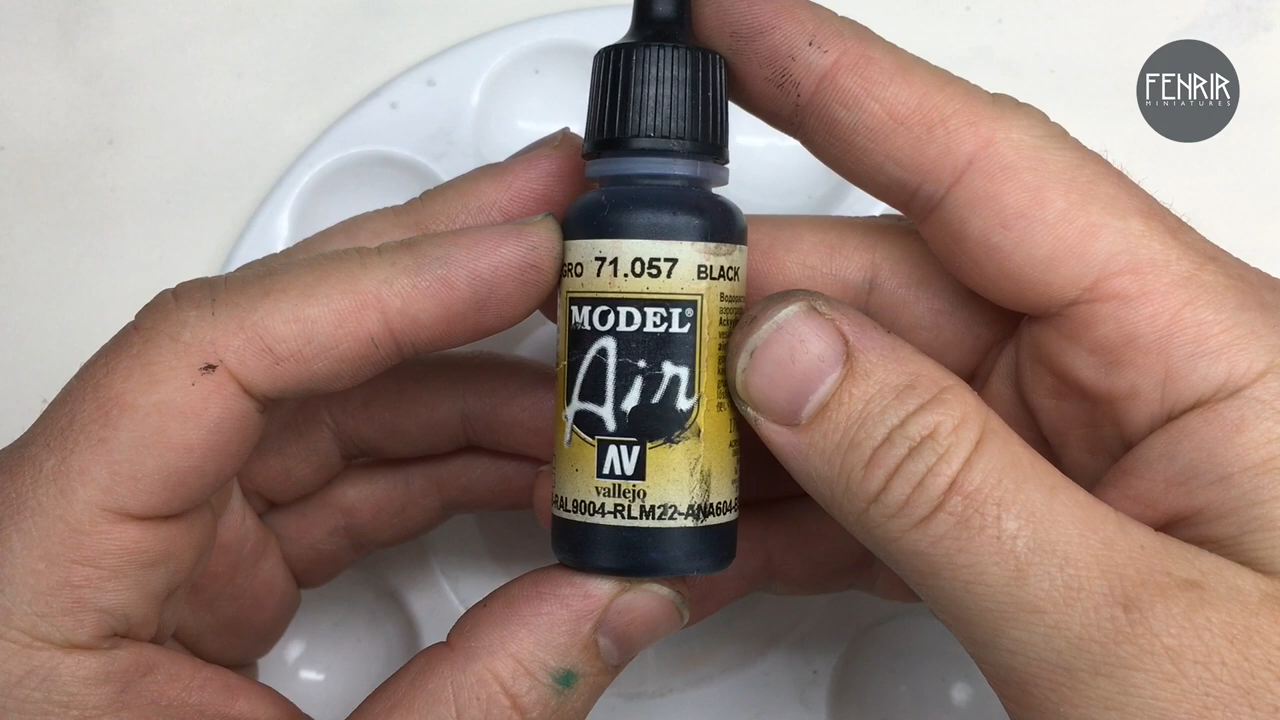 GRO 71.057 BLACK
MODEL®
Air
AV
vallejo
RAL9004-RLM22-ANA604-
FENRIR
MINIATURES